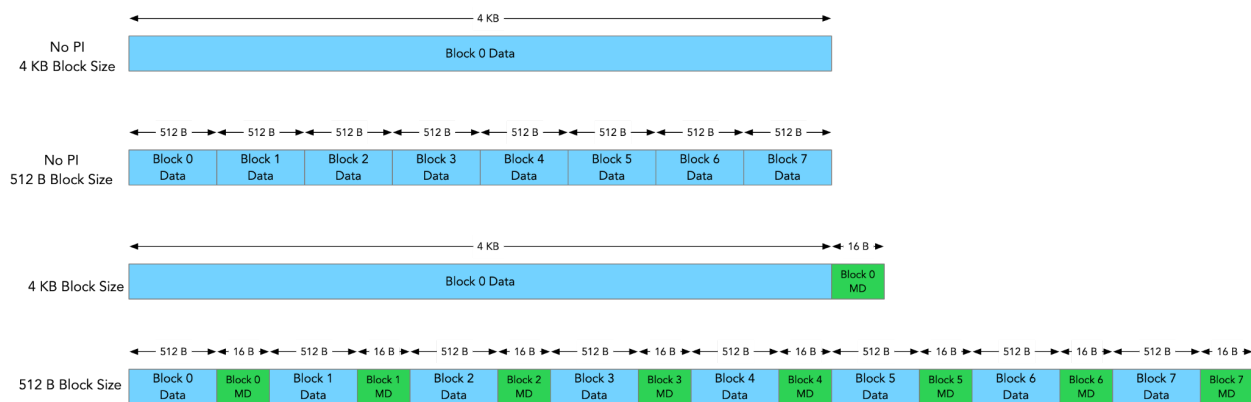 4 KB
No PI
4 KB Block Size
Block 0 Data
512 B 512 B 512 B 512 B 512 B 512 B 512 B 512 B
No PI
512 B Block Size
Block 0 Block 1 Block 2 Block 3 Block 4 Block 5 Block 6 Block 7
Data Data Data Data Data Data Data Data
4 KB 16 B
4 KB Block Size
Block 0 Data
Block 0
MD
512 B 16 B 512 B 16 B 512 B 16 B 512 B 16 B 512 B 16 B 512 B 16 B 512 B 16 B 512 B 16 B
512 B Block Size
Block 0 Block 0 Block 1 Block 1 Block 2 Block 2 Block 3 Block 3 Block 4 Block 4 Block 5 Block 5 Block 6 Block 6 Block 7 Block 7
Data MD Data MD Data MD Data MD Data MD Data MD Data MD Data MD